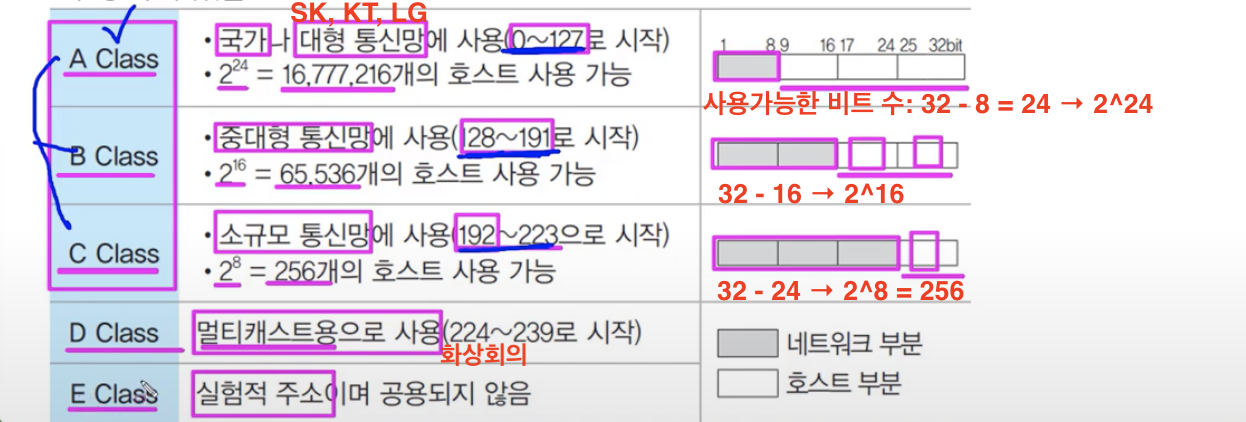 SK, KT, LG
A Class
• 국가나 대형 통신망에 사용(0~127로 시작)
• 2^24 = 16,777,216개의 호스트 사용 가능
1 8 9 16 17 24 25 32bit
사용가능한 비트 수: 32 - 8 = 24 → 2^24
B Class
• 중대형 통신망에 사용(128~191로 시작)
• 2^16 = 65,536개의 호스트 사용 가능
32 - 16 → 2^16
C Class
• 소규모 통신망에 사용(192~223으로 시작)
• 2^8 = 256개의 호스트 사용 가능
32 - 24 → 2^8 = 256
D Class
멀티캐스트용으로 사용(224~239로 시작)
화상회의
E Class
실험적 주소이며 공용되지 않음
네트워크 부분
호스트 부분